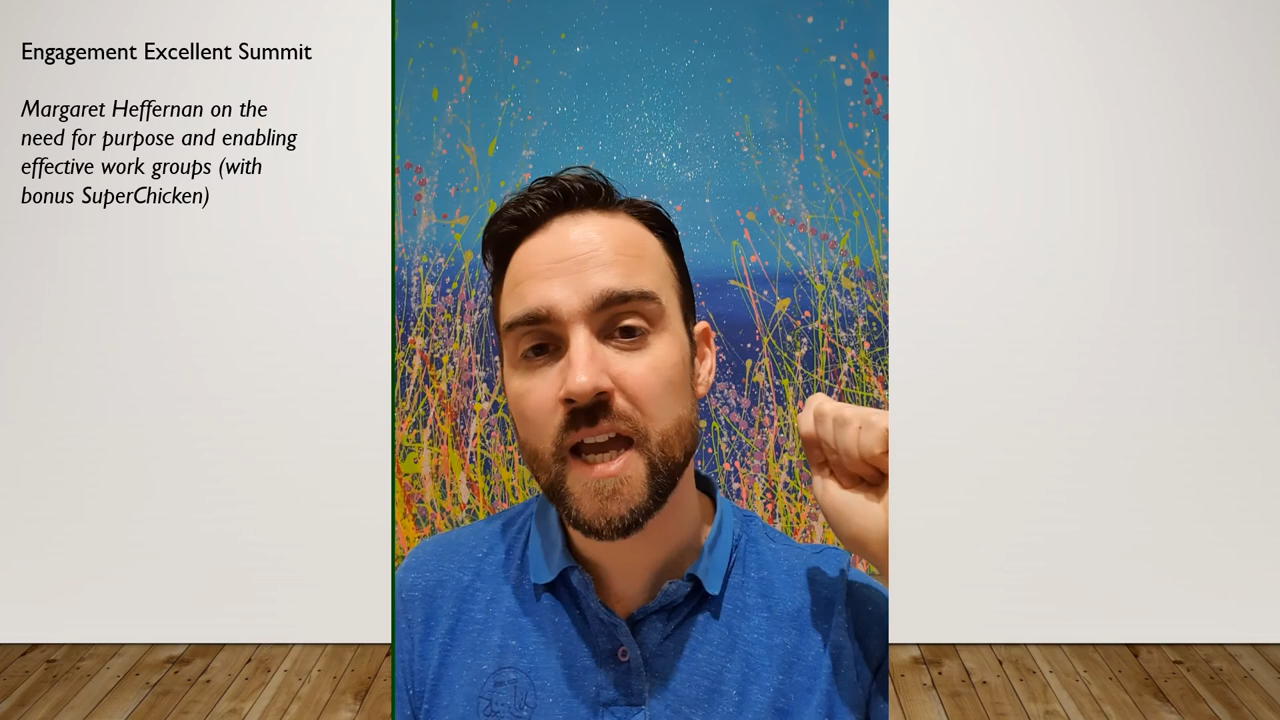 Engagement Excellent Summit
Margaret Heffernan on the
need for purpose and enabling
effective work groups (with
bonus SuperChicken)